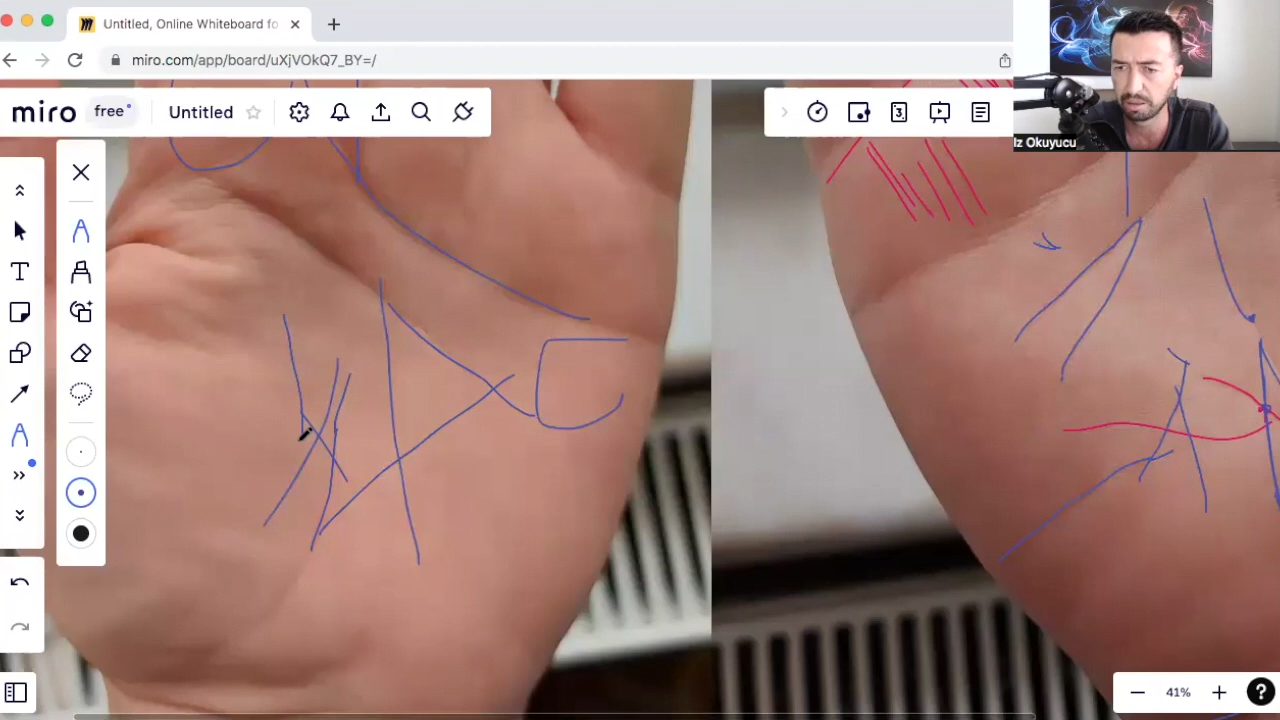 Untitled, Online Whiteboard fo
miro.com/app/board/uXjVOkQ7_BY=/
miro
free
Untitled
3
lz Okuyucu
T
41%
?